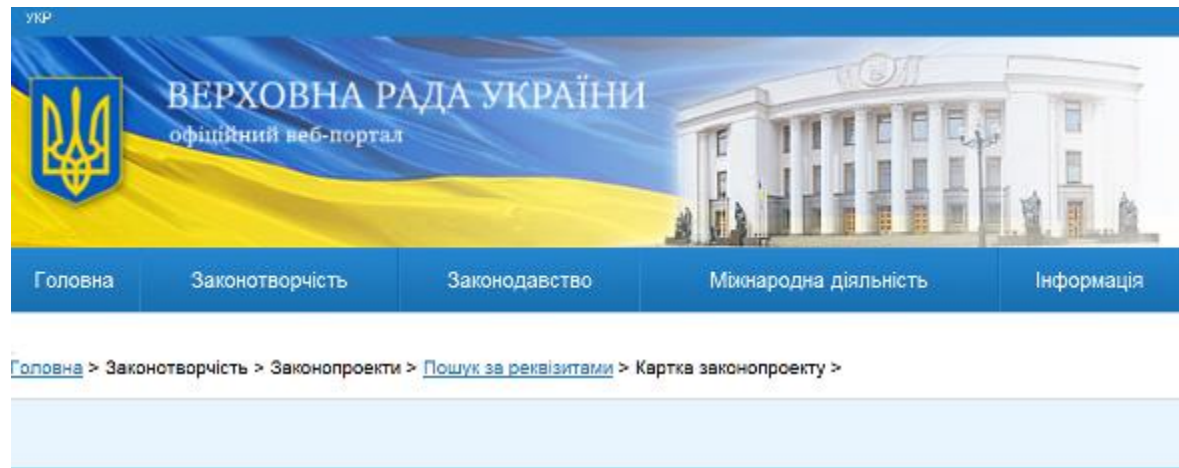 УКР
ВЕРХОВНА РАДА УКРАЇНИ
офіційний веб-портал
Головна Законотворчість Законодавство Міжнародна діяльність Інформація
Головна > Законотворчість > Законопроекти > Пошук за реквізитами > Картка законопроекту >